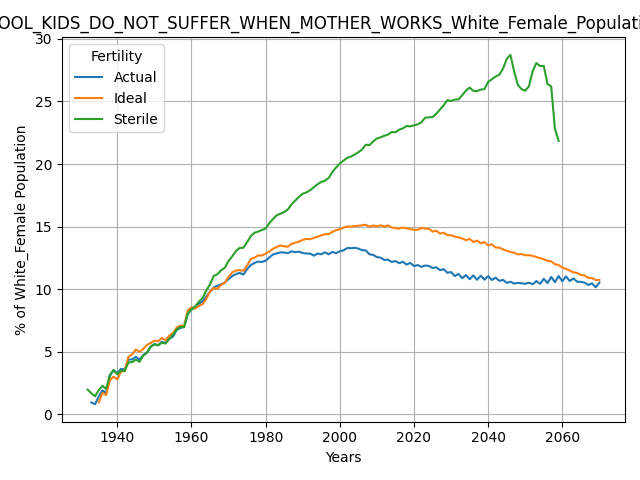 OOL_KIDS_DO_NOT_SUFFER_WHEN_MOTHER_WORKS_White_Female_Populati
Fertility
Actual
Ideal
Sterile
% of White_Female Population
30
25
20
15
10
5
0
1940 1960 1980 2000 2020 2040 2060
Years